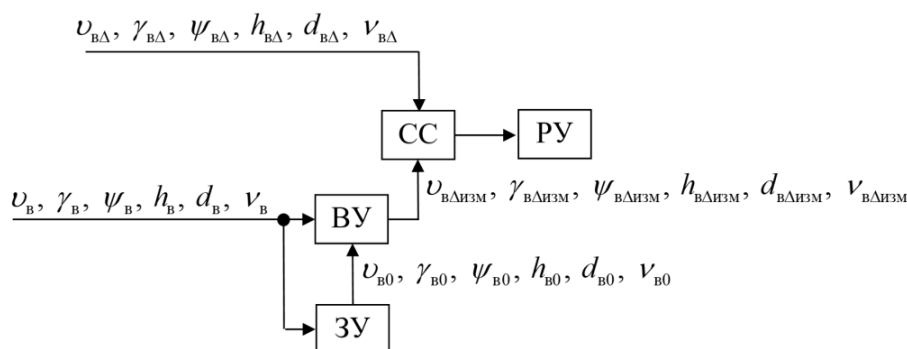 υвΔ, γвΔ, ψвΔ, hвΔ, dвΔ, νвΔ
СС
РУ
υвΔизм, γвΔизм, ψвΔизм, hвΔизм, dвΔизм, νвΔизм
υв, γв, ψв, hв, dв, νв
ВУ
υв0, γв0, ψв0, hв0, dв0, νв0
ЗУ